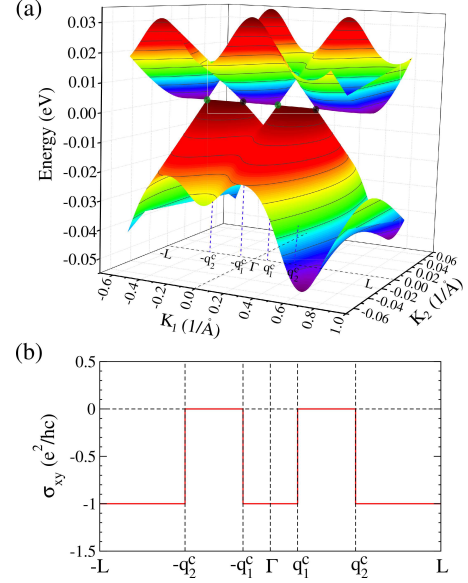 (a)
Energy (eV)
0.03
0.02
0.01
0.00
-0.01
-0.02
-0.03
-0.04
-0.05
-L
-q₂ᶜ
-q₁ᶜ
Γ
q₁ᶜ
L
-0.6
-0.4
-0.2
0.0
0.2
0.4
0.6
0.8
1.0
K₁ (1/Å)
0.06
0.04
0.02
0.00
-0.02
-0.04
-0.06
K₂ (1/Å)
(b)
σxy (e²/hc)
0.5
0
-0.5
-1
-1.5
-L
-q₂ᶜ
-q₁ᶜ
Γ
q₁ᶜ
q₂ᶜ
L